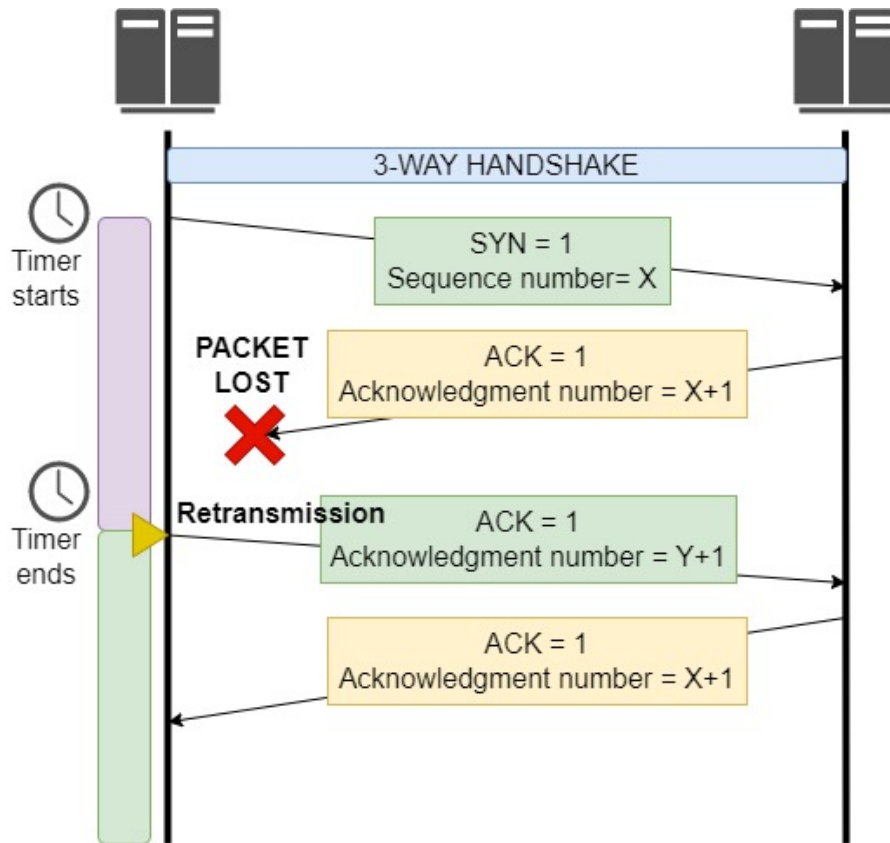 3-WAY HANDSHAKE
Timer
starts
SYN = 1
Sequence number= X
PACKET
LOST
ACK = 1
Acknowledgment number = X+1
Timer
ends
Retransmission
ACK = 1
Acknowledgment number = Y+1
ACK = 1
Acknowledgment number = X+1